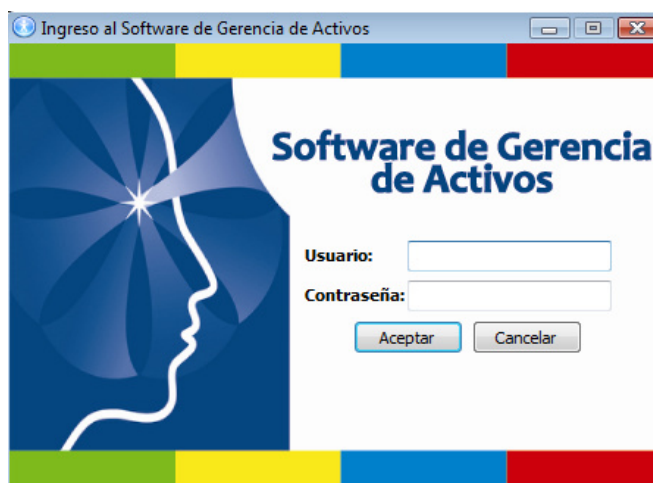 Ingreso al Software de Gerencia de Activos
Software de Gerencia
de Activos
Usuario:
Contraseña:
Aceptar Cancelar